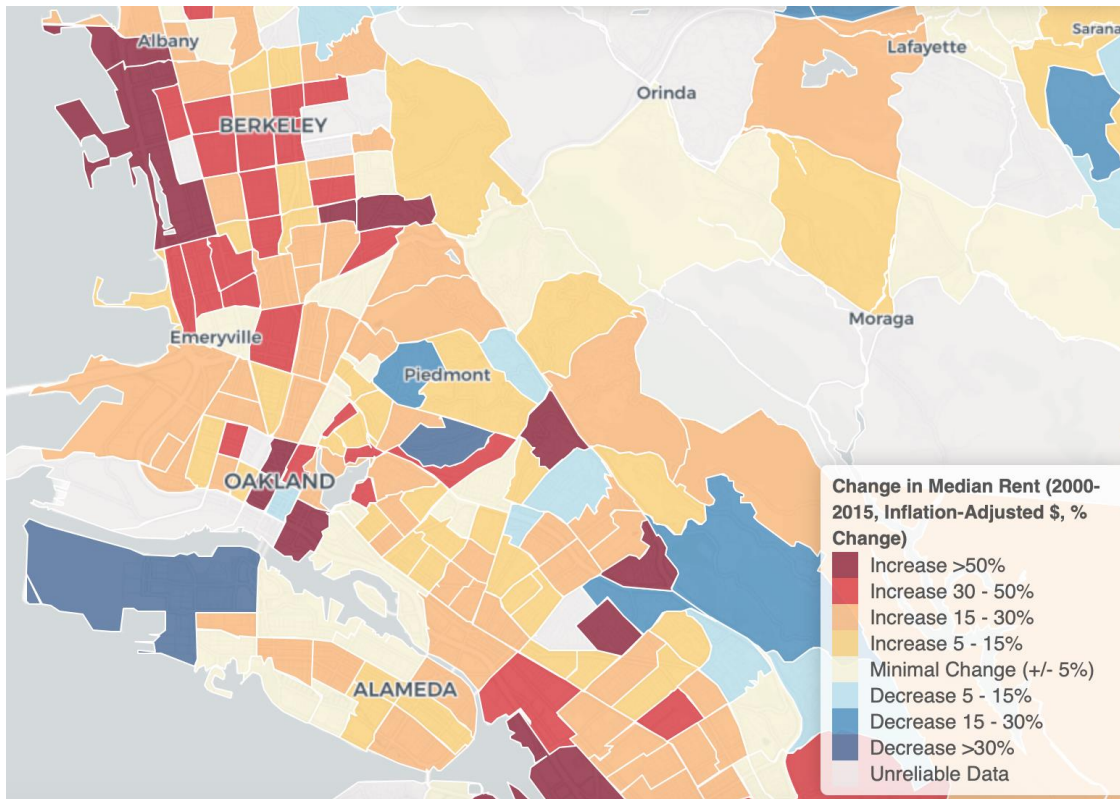 Albany
Lafayette
Sarana
Orinda
BERKELEY
Moraga
Emeryville
Piedmont
OAKLAND
ALAMEDA
Change in Median Rent (2000-
2015, Inflation-Adjusted $, %
Change)
Increase >50%
Increase 30 - 50%
Increase 15 - 30%
Increase 5 - 15%
Minimal Change (+/- 5%)
Decrease 5 - 15%
Decrease 15 - 30%
Decrease >30%
Unreliable Data